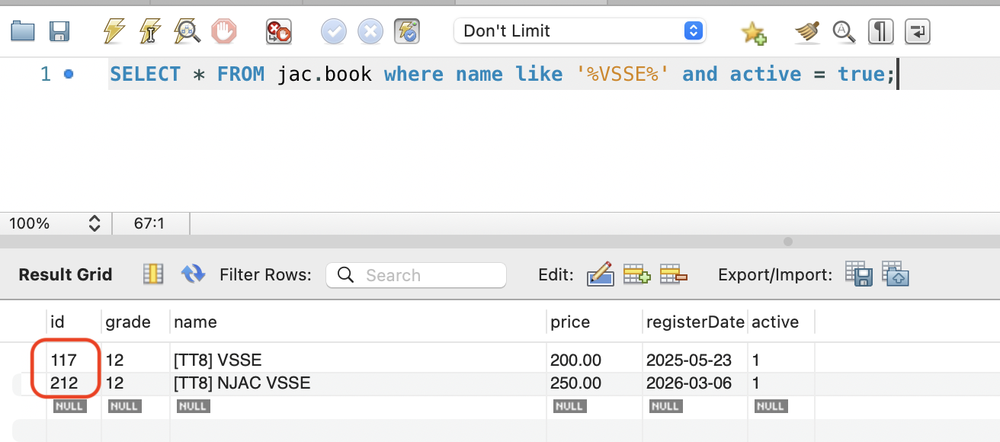 Don't Limit
1 SELECT * FROM jac.book where name like '%VSSE%' and active = true;
100% 67:1
Result Grid Filter Rows: Search Edit: Export/Import:
id grade name price registerDate active
117 12 [TT8] VSSE 200.00 2025-05-23 1
212 12 [TT8] NJAC VSSE 250.00 2026-03-06 1
NULL NULL NULL NULL NULL NULL